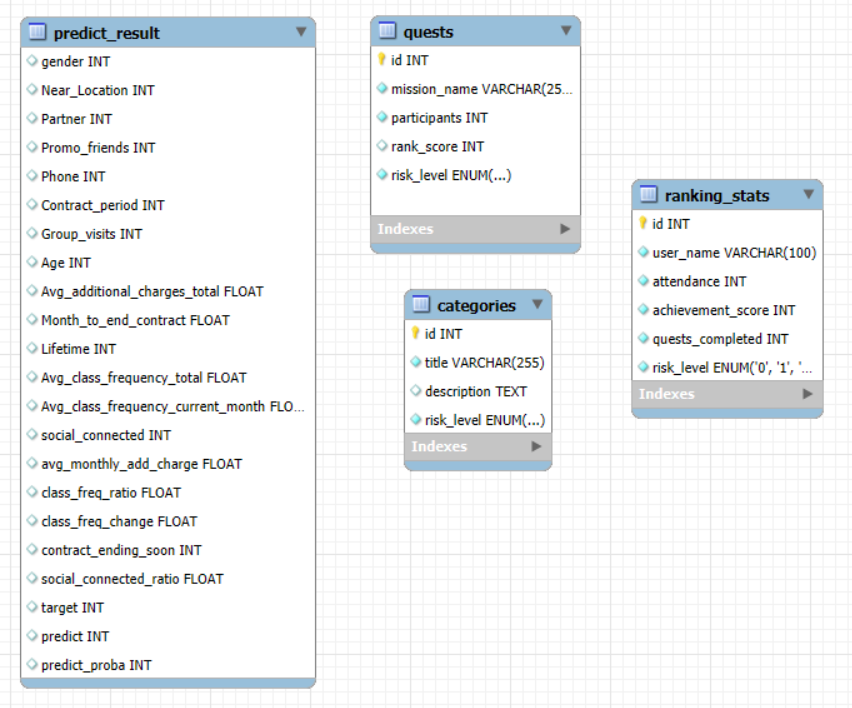 predict_result
gender INT
Near_Location INT
Partner INT
Promo_friends INT
Phone INT
Contract_period INT
Group_visits INT
Age INT
Avg_additional_charges_total FLOAT
Month_to_end_contract FLOAT
Lifetime INT
Avg_class_frequency_total FLOAT
Avg_class_frequency_current_month FLO...
social_connected INT
avg_monthly_add_charge FLOAT
class_freq_ratio FLOAT
class_freq_change FLOAT
contract_ending_soon INT
social_connected_ratio FLOAT
target INT
predict INT
predict_proba INT
quests
id INT
mission_name VARCHAR(25...
participants INT
rank_score INT
risk_level ENUM(...)
Indexes
categories
id INT
title VARCHAR(255)
description TEXT
risk_level ENUM(...)
Indexes
ranking_stats
id INT
user_name VARCHAR(100)
attendance INT
achievement_score INT
quests_completed INT
risk_level ENUM('0', '1', '...
Indexes